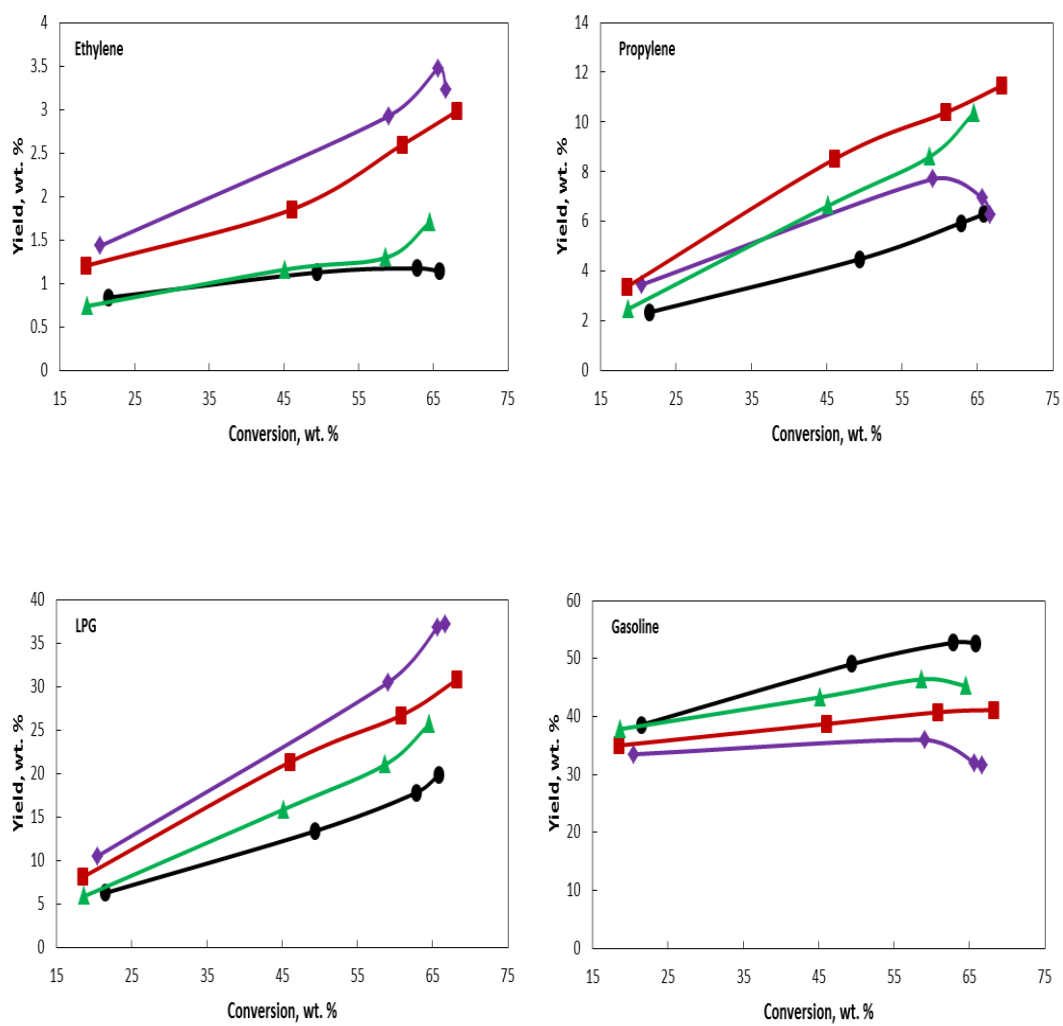 Ethylene
Yield, wt. %
4
3.5
3
2.5
2
1.5
1
0.5
0
15 25 35 45 55 65 75
Conversion, wt. %
Propylene
Yield, wt. %
14
12
10
8
6
4
2
0
15 25 35 45 55 65 75
Conversion, wt. %
LPG
Yield, wt. %
40
35
30
25
20
15
10
5
0
15 25 35 45 55 65 75
Conversion, wt. %
Gasoline
Yield, wt. %
60
50
40
30
20
10
0
15 25 35 45 55 65 75
Conversion, wt. %